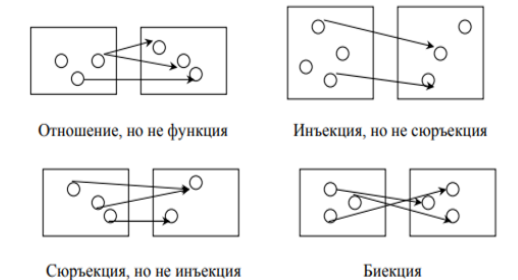 Отношение, но не функция
Инъекция, но не сюръекция
Сюръекция, но не инъекция
Биекция